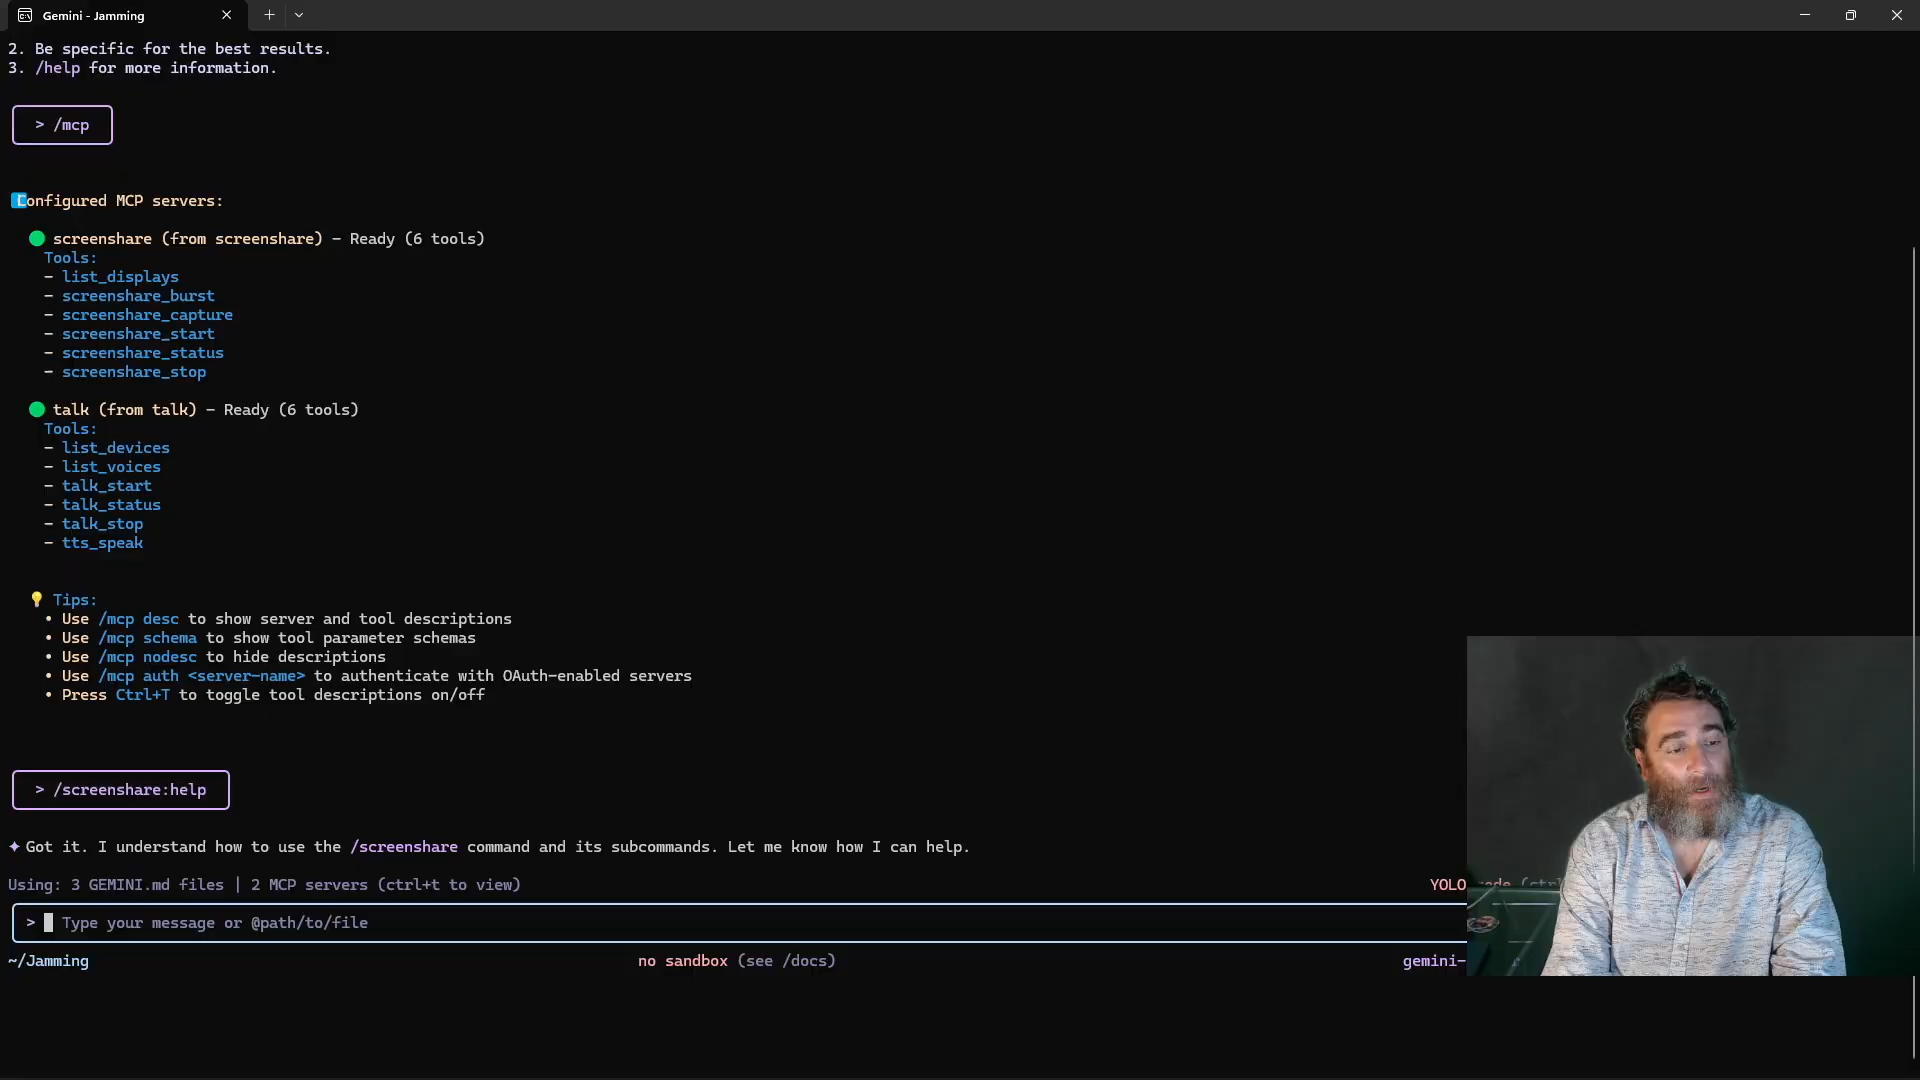 Gemini - Jamming
2. Be specific for the best results.
3. /help for more information.
> /mcp
Configured MCP servers:
screenshare (from screenshare) - Ready (6 tools)
Tools:
- list_displays
- screenshare_burst
- screenshare_capture
- screenshare_start
- screenshare_status
- screenshare_stop
talk (from talk) - Ready (6 tools)
Tools:
- list_devices
- list_voices
- talk_start
- talk_status
- talk_stop
- tts_speak
💡 Tips:
• Use /mcp desc to show server and tool descriptions
• Use /mcp schema to show tool parameter schemas
• Use /mcp nodesc to hide descriptions
• Use /mcp auth <server-name> to authenticate with OAuth-enabled servers
• Press Ctrl+T to toggle tool descriptions on/off
> /screenshare:help
✦ Got it. I understand how to use the /screenshare command and its subcommands. Let me know how I can help.
Using: 3 GEMINI.md files | 2 MCP servers (ctrl+t to view) YOLO
> Type your message or @path/to/file
~/Jamming no sandbox (see /docs) gemini-